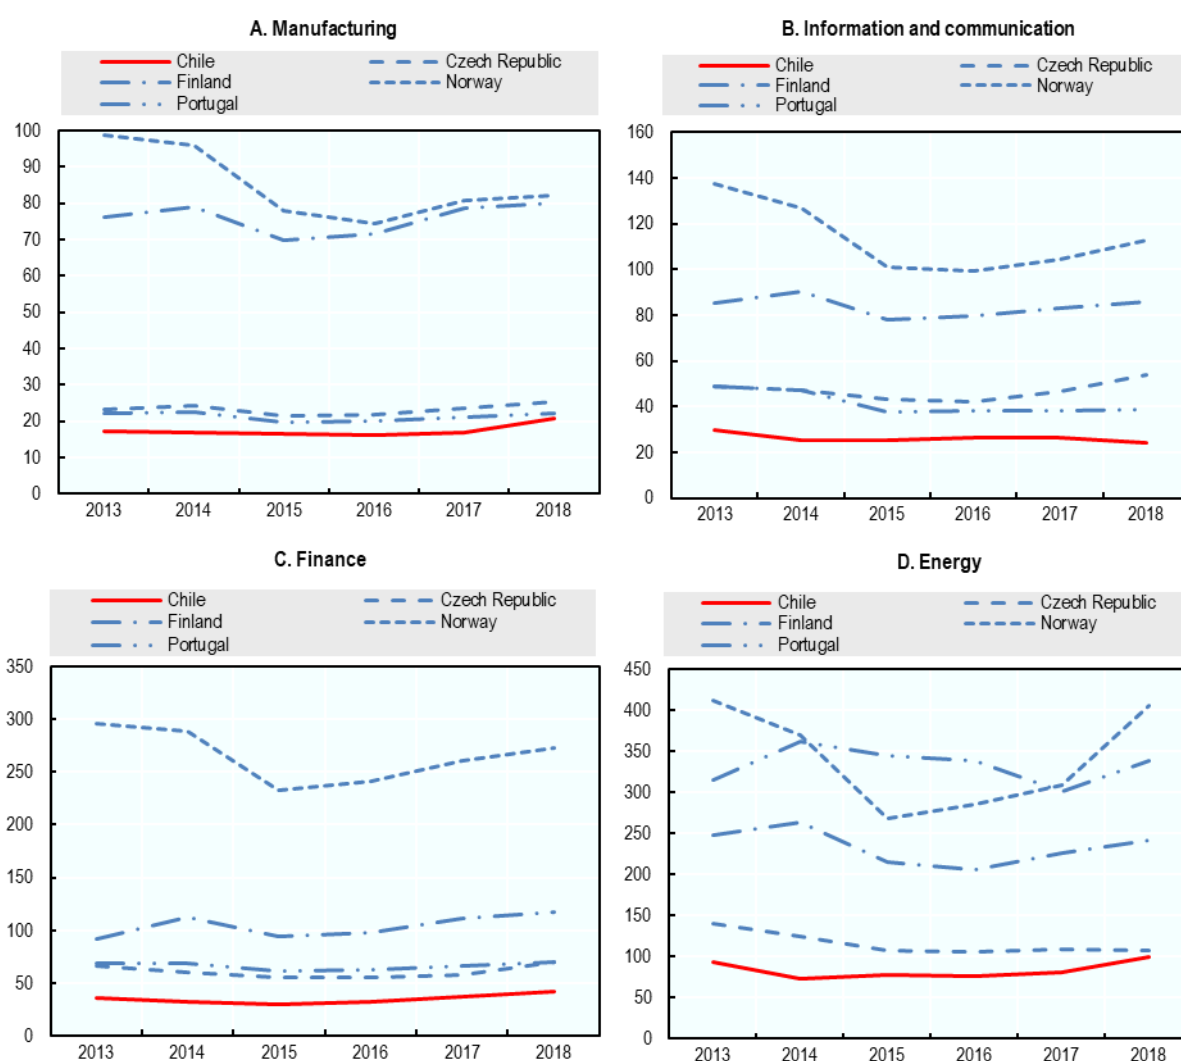 A. Manufacturing
Chile
Czech Republic
Finland
Norway
Portugal
100
90
80
70
60
50
40
30
20
10
0
2013 2014 2015 2016 2017 2018
B. Information and communication
Chile
Czech Republic
Finland
Norway
Portugal
160
140
120
100
80
60
40
20
0
2013 2014 2015 2016 2017 2018
C. Finance
Chile
Czech Republic
Finland
Norway
Portugal
350
300
250
200
150
100
50
0
2013 2014 2015 2016 2017 2018
D. Energy
Chile
Czech Republic
Finland
Norway
Portugal
450
400
350
300
250
200
150
100
50
0
2013 2014 2015 2016 2017 2018